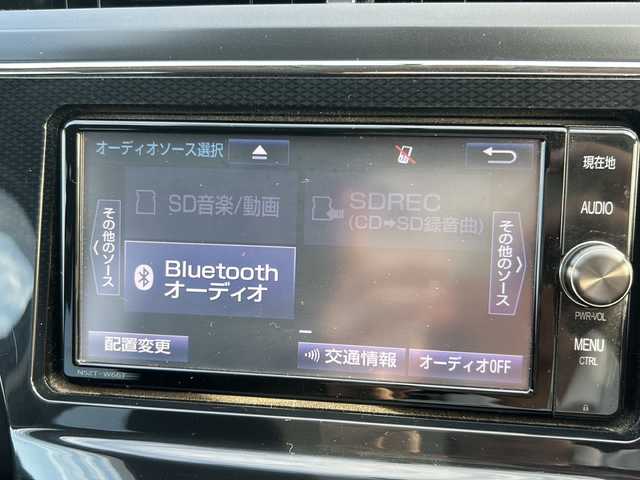 オーディオソース選択
現在地
SD音楽/動画
SDREC
(CD➡SD録音曲)
AUDIO
その他のソース
Bluetooth
オーディオ
その他のソース
PWR·VOL
配置変更
交通情報
オーディオOFF
MENU
CTRL
NSZT-W66T